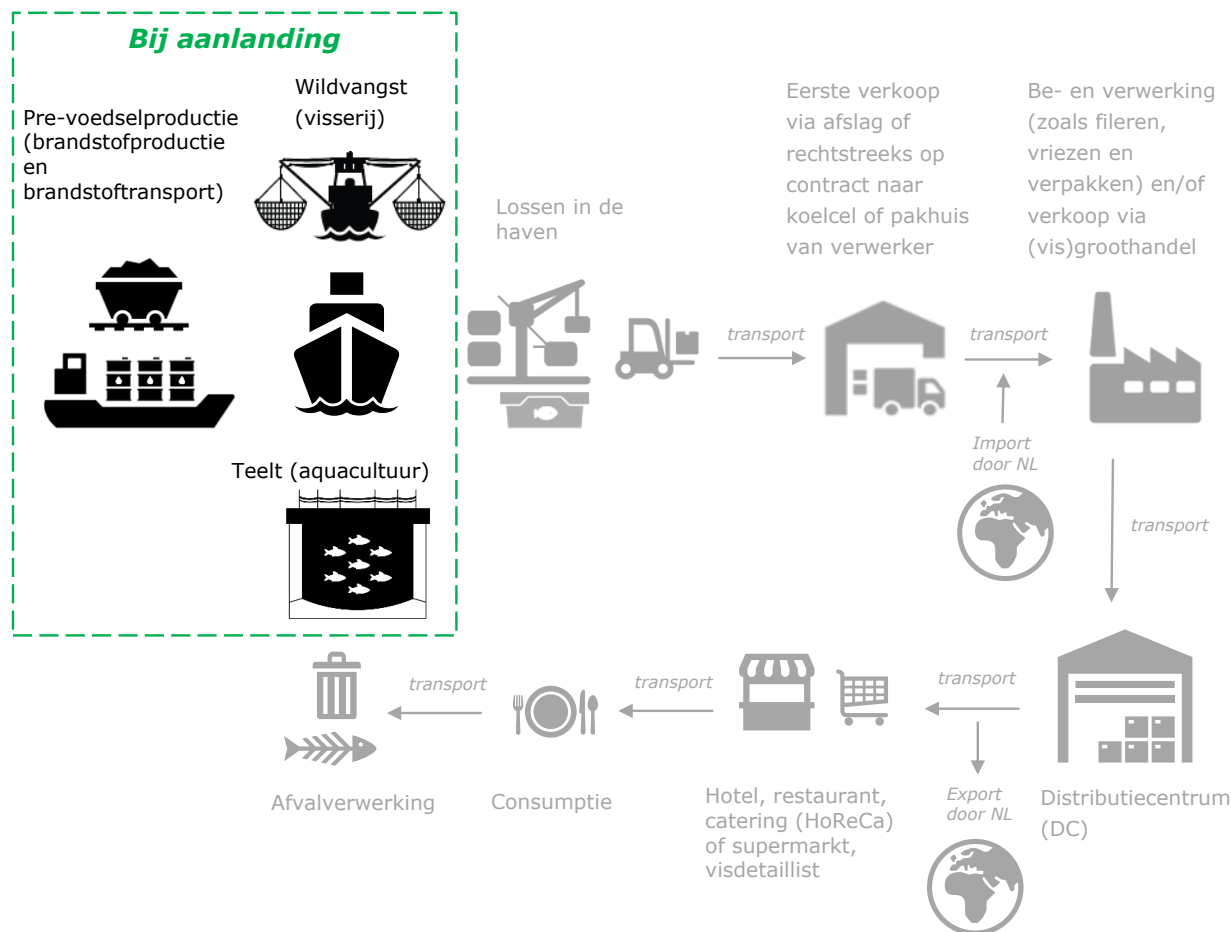 Bij aanlanding
Wildvangst
(visserij)
Pre-voedselproductie
(brandstofproductie
en
brandstoftransport)
Teelt (aquacultuur)
Lossen in de
haven
transport
Eerste verkoop
via afslag of
rechtstreeks op
contract naar
koelcel of pakhuis
van verwerker
transport
Import
door NL
Be- en verwerking
(zoals fileren,
vriezen en
verpakken) en/of
verkoop via
(vis)groothandel
transport
Distributiecentrum
(DC)
transport
Export
door NL
Hotel, restaurant,
catering (HoReCa)
of supermarkt,
visdetaillist
transport
Consumptie
transport
Afvalverwerking